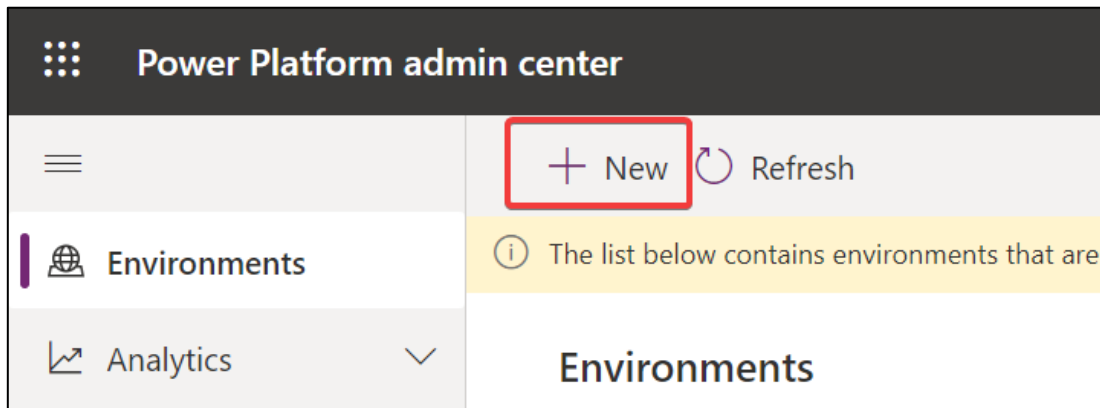 Power Platform admin center
New
Refresh
The list below contains environments that are
Environments
Analytics
Environments